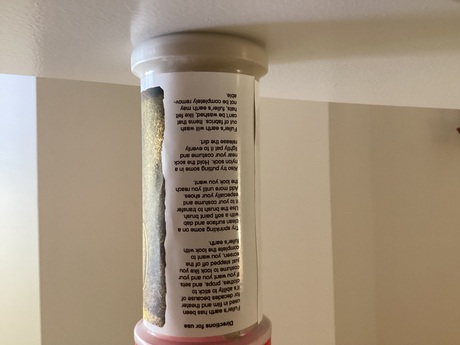 Directions for use
Fuller's earth has been
used in film and theater
for decades because of
it's ability to stick to
clothes, props, sets
and you if you want your
costume to look like you
just stepped off of the
you want to
complete the look with
fuller's earth.
Try sprinkling some on a
clean surface and dab
with a soft paint brush
Use the brush to transfer
it to your costume and
especially your shoes.
Add more until you reach
the look you want.
Also try putting some in a
nylon sock. Hold the sock
near your costume and
lightly pat it to evenly
release the dirt.
Fuller's earth will wash
out of fabrics. Items that
can't be washed, like felt
hats, fuller's earth may
not be completely remov-
able.